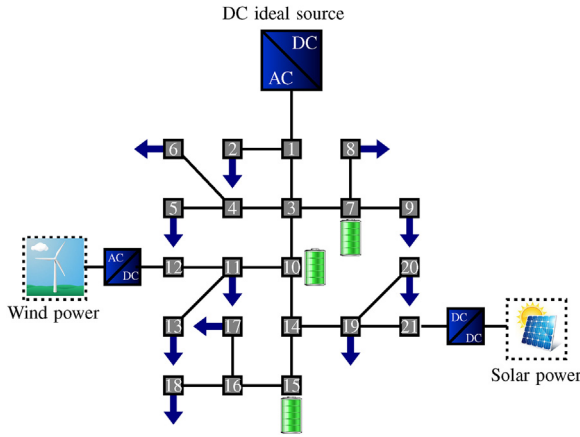 DC ideal source
DC
AC
6 2 1 8
5 4 3 7 9
AC
DC
12 11 10 20
Wind power
13 17 14 19 21
DC
DC
Solar power
18 16 15